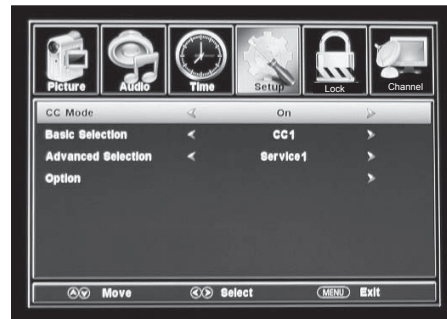 Picture Audio Time Setup Lock Channel
CC Mode On
Basic Selection CC1
Advanced Selection Service1
Option
Move Select MENU Exit